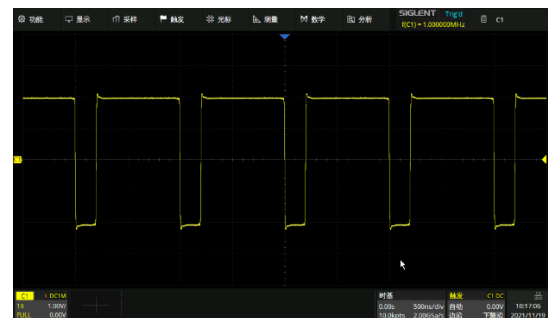 功能 显示 采样 触发 光标 测量 数学 分析
SIGLENT Trig'd
f(C1) = 1.000000MHz
C1
C1
C1 DC1M
1X 1.00V/
FULL 0.00V
时基
0.00s 500ns/div
10.0kpts 2.00GSa/s
触发 C1 DC
自动 0.00V
边沿 下降沿
10:17:06
2021/11/19